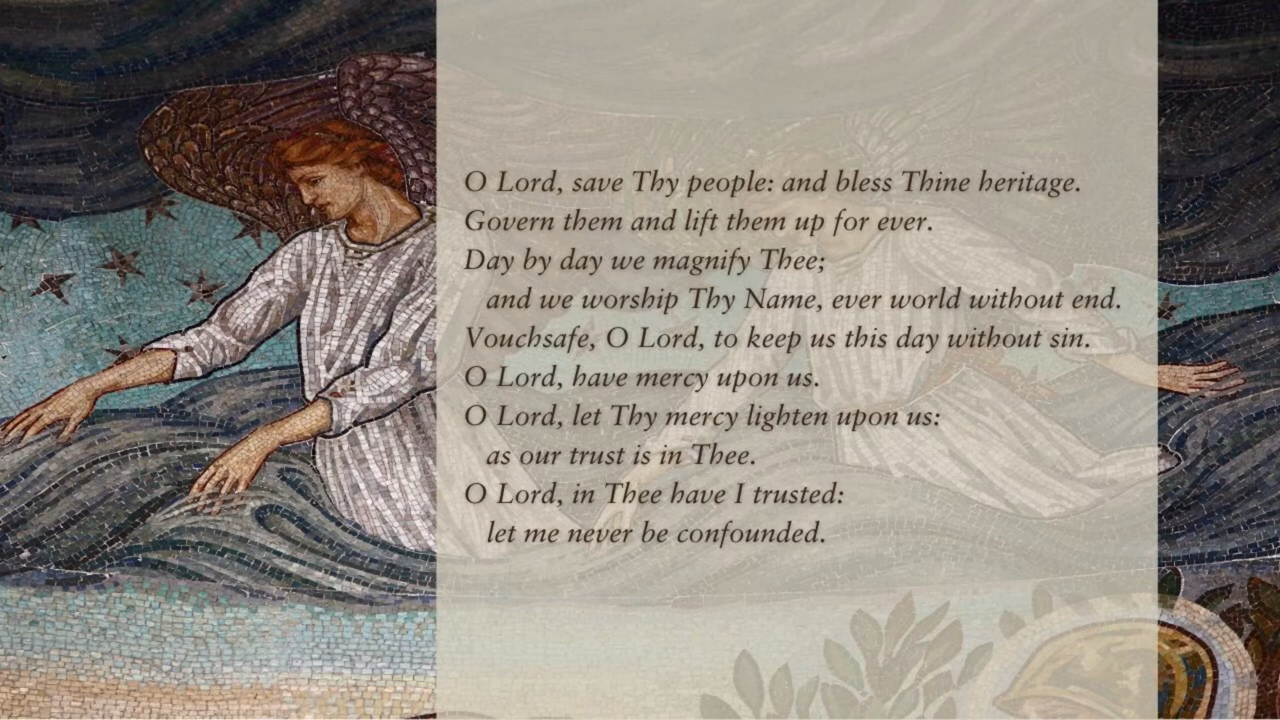 O Lord, save Thy people: and bless Thine heritage.
Govern them and lift them up for ever.
Day by day we magnify Thee;
and we worship Thy Name, ever world without end.
Vouchsafe, O Lord, to keep us this day without sin.
O Lord, have mercy upon us.
O Lord, let Thy mercy lighten upon us:
as our trust is in Thee.
O Lord, in Thee have I trusted:
let me never be confounded.